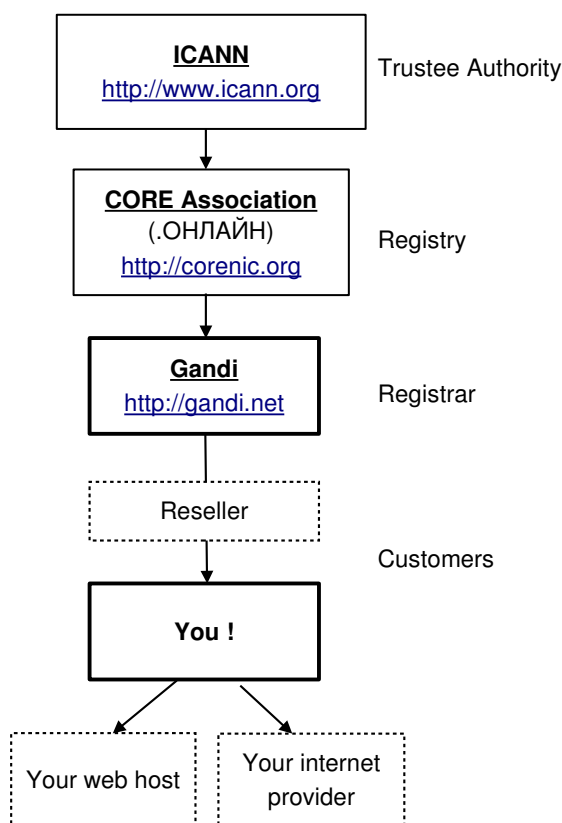 ICANN
http://www.icann.org
Trustee Authority
CORE Association
(.ОНЛАЙН)
http://corenic.org
Registry
Gandi
http://gandi.net
Registrar
Reseller
Customers
You !
Your web host
Your internet
provider